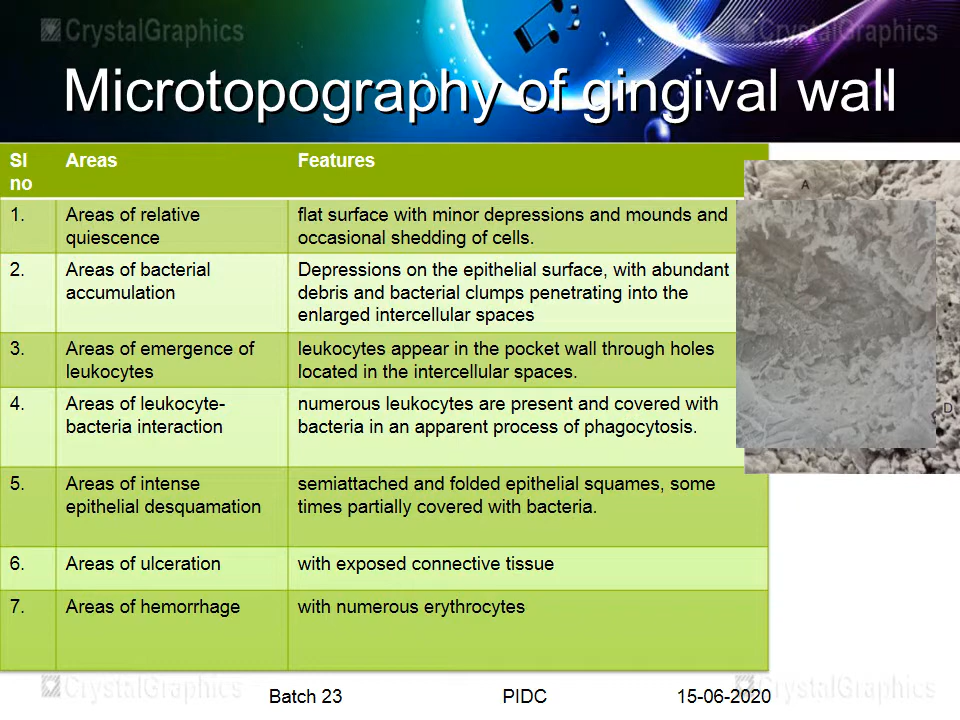 CrystalGraphics CrystalGraphics
Microtopography of gingival wall
Sl no Areas Features
1. Areas of relative quiescence flat surface with minor depressions and mounds and occasional shedding of cells.
2. Areas of bacterial accumulation Depressions on the epithelial surface, with abundant debris and bacterial clumps penetrating into the enlarged intercellular spaces
3. Areas of emergence of leukocytes leukocytes appear in the pocket wall through holes located in the intercellular spaces.
4. Areas of leukocyte-bacteria interaction numerous leukocytes are present and covered with bacteria in an apparent process of phagocytosis.
5. Areas of intense epithelial desquamation semiattached and folded epithelial squames, some times partially covered with bacteria.
6. Areas of ulceration with exposed connective tissue
7. Areas of hemorrhage with numerous erythrocytes
A
D
CrystalGraphics CrystalGraphics
Batch 23 PIDC 15-06-2020